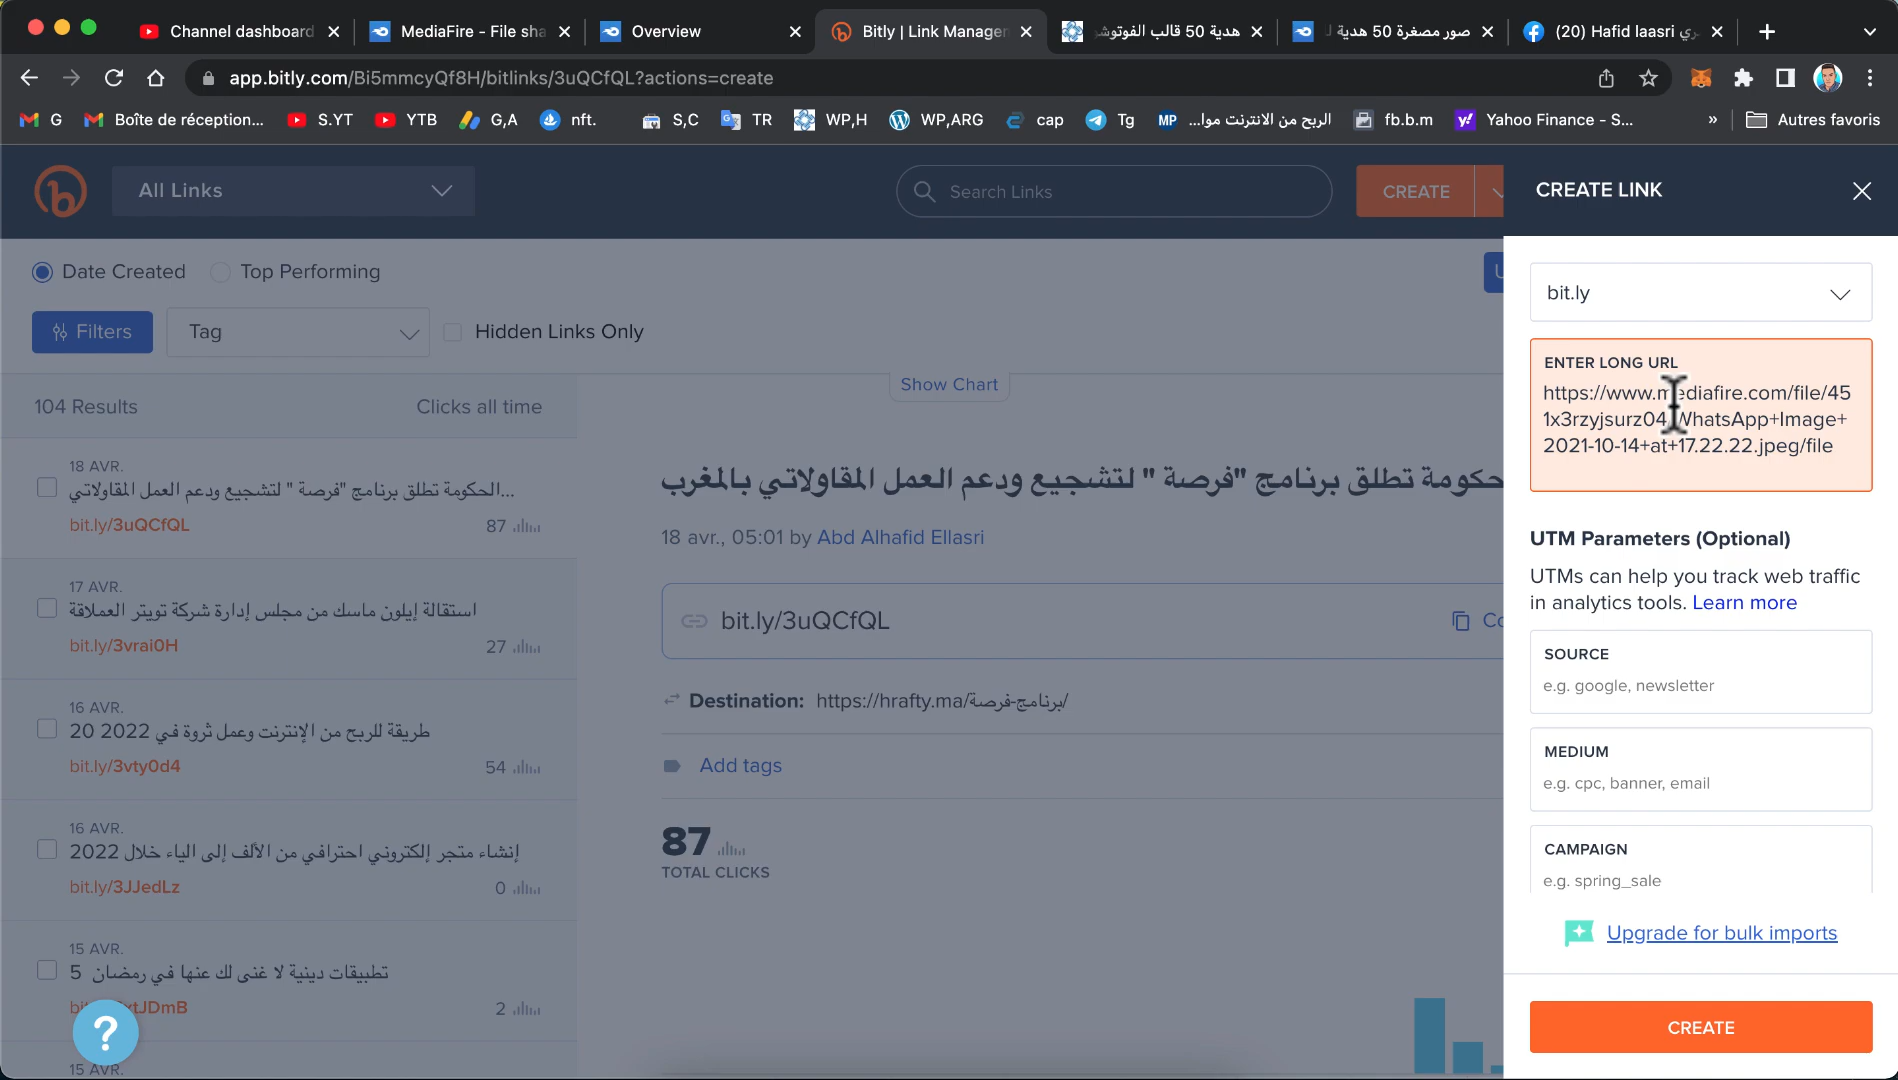 Channel dashboard
MediaFire - File sha
Overview
Bitly | Link Manager
هدية 50 قالب الفوتوشو
صور مصغرة 50 هدية
(20) Hafid laasri
app.bitly.com/Bi5mmcyQf8H/bitlinks/3uQCfQL?actions=create
G
Boîte de réception...
S.YT
YTB
G,A
nft.
S,C
TR
WP,H
WP,ARG
cap
Tg
MP
الربح من الانترنت موا...
fb.b.m
Yahoo Finance - S...
»
Autres favoris
All Links
Search Links
CREATE
CREATE LINK
Date Created
Top Performing
Filters
Tag
Hidden Links Only
Show Chart
104 Results
Clicks all time
18 AVR.
الحكومة تطلق برنامج "فرصة " لتشجيع ودعم العمل المقاولاتي...
bit.ly/3uQCfQL
87
17 AVR.
استقالة إيلون ماسك من مجلس إدارة شركة تويتر العملاقة
bit.ly/3vrai0H
27
16 AVR.
20 طريقة للربح من الإنترنت وعمل ثروة في 2022
bit.ly/3vty0d4
54
16 AVR.
إنشاء متجر إلكتروني احترافي من الألف إلى الياء خلال 2022
bit.ly/3JJedLz
0
15 AVR.
5 تطبيقات دينية لا غنى لك عنها في رمضان
tJDmB
2
15 AVR.
?
حكومة تطلق برنامج "فرصة " لتشجيع ودعم العمل المقاولاتي بالمغرب
18 avr., 05:01 by Abd Alhafid Ellasri
bit.ly/3uQCfQL
Co
Destination: https://hrafty.ma/برنامج-فرصة/
Add tags
87
TOTAL CLICKS
bit.ly
ENTER LONG URL
https://www.mediafire.com/file/45
1x3rzyjsurz04/WhatsApp+Image+
2021-10-14+at+17.22.22.jpeg/file
UTM Parameters (Optional)
UTMs can help you track web traffic
in analytics tools. Learn more
SOURCE
e.g. google, newsletter
MEDIUM
e.g. cpc, banner, email
CAMPAIGN
e.g. spring_sale
Upgrade for bulk imports
CREATE